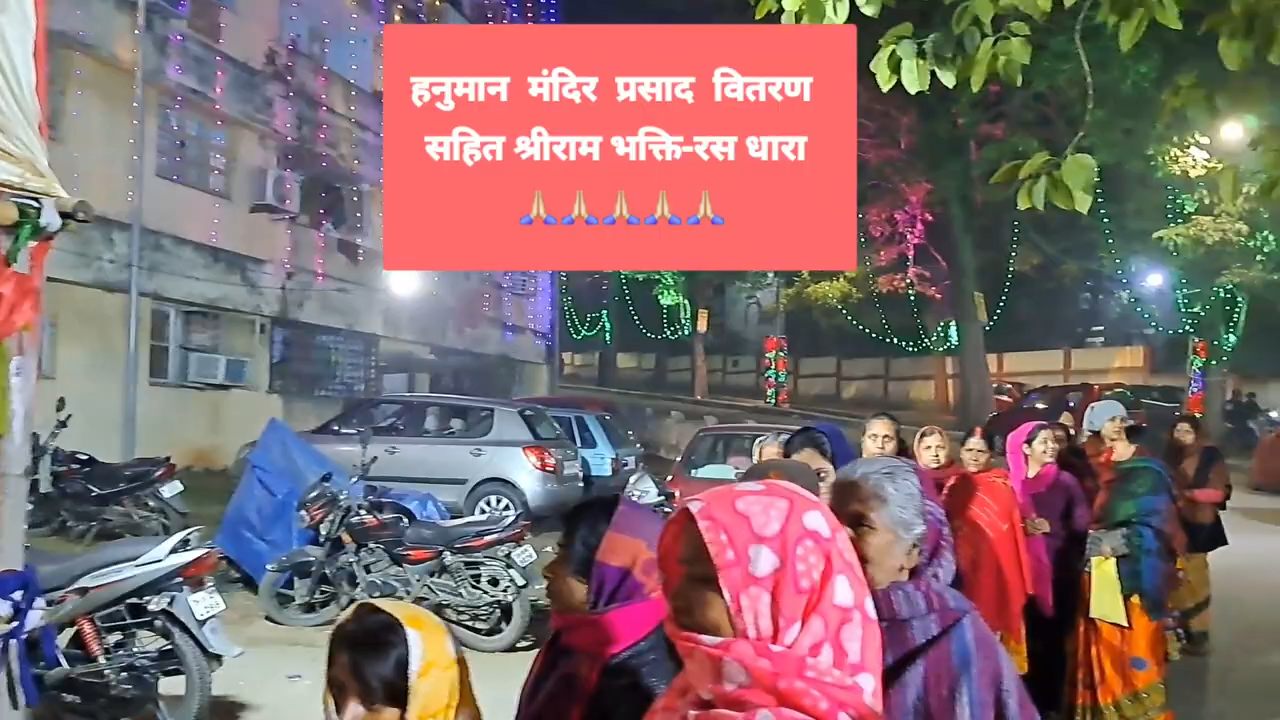 हनुमान मंदिर प्रसाद वितरण
सहित श्रीराम भक्ति-रस धारा
🙏🙏🙏🙏🙏